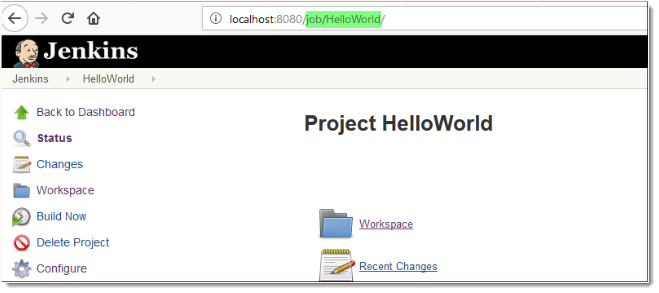 localhost:8080/job/HelloWorld/
Jenkins
Jenkins HelloWorld
Back to Dashboard
Status
Changes
Workspace
Build Now
Delete Project
Configure
Project HelloWorld
Workspace
Recent Changes